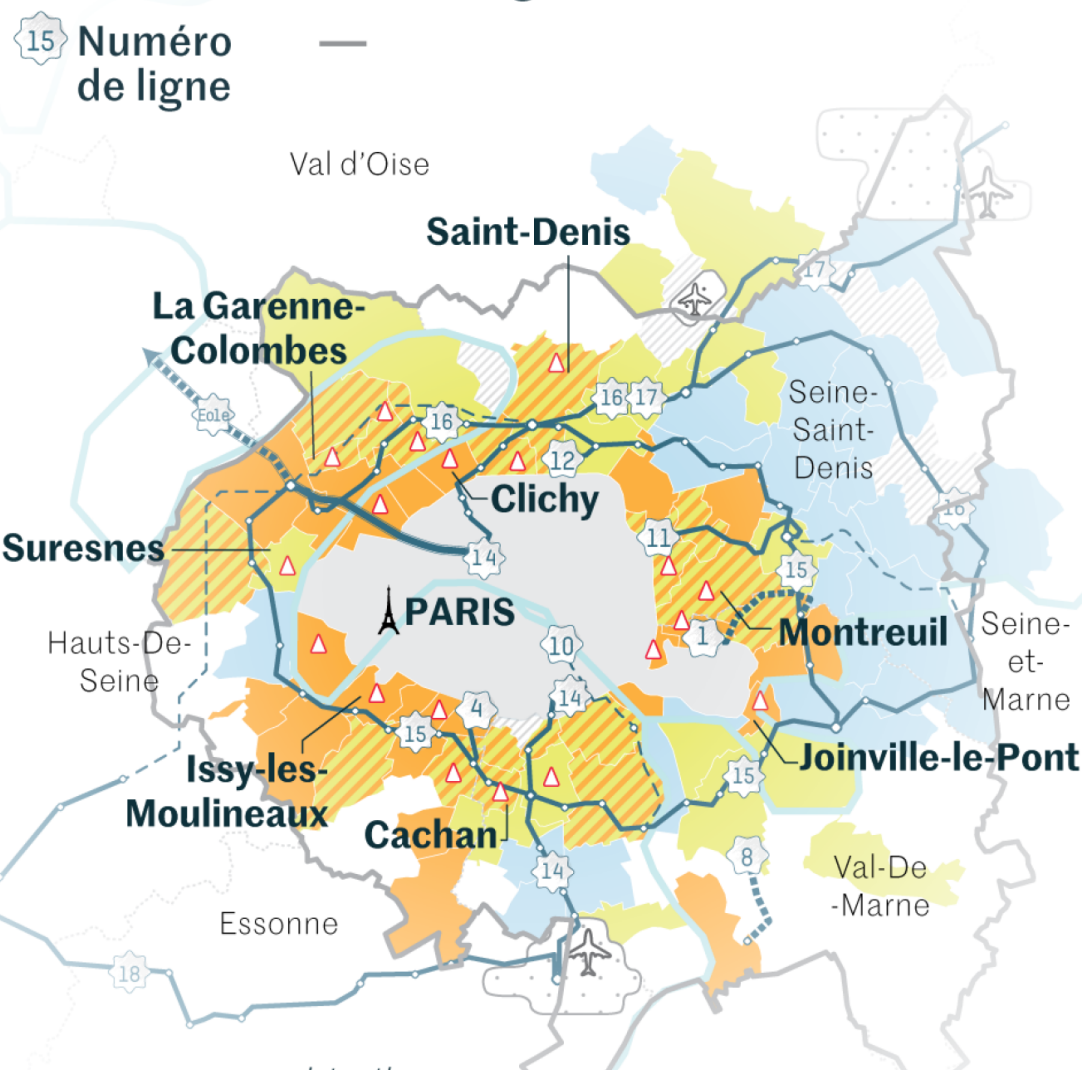 15 Numéro
de ligne
Val d'Oise
Saint-Denis
17
La Garenne-
Colombes
Eole
16
16
17
Seine-
Saint-
Denis
12
Clichy
16
11
Suresnes
14
15
PARIS
Hauts-De-
Seine
10
1
Montreuil
Seine-
et-
Marne
14
4
15
Issy-les-
Moulineaux
15
Joinville-le-Pont
Cachan
8
14
Val-De
-Marne
Essonne
18